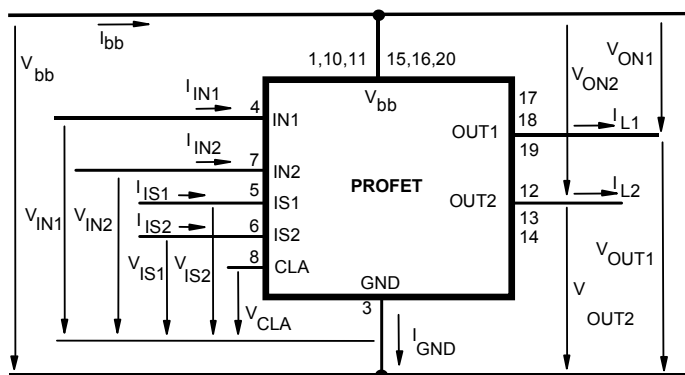 Ibb
Vbb
1,10,11
15,16,20
VON1
VON2
Vbb
IIN1
4
IN1
17
18
OUT1
19
IL1
IIN2
7
IN2
PROFET
IIS1
5
IS1
12
OUT2
13
14
IL2
IIS2
6
IS2
VIN1
VIN2
VIS1
VIS2
8
CLA
GND
3
VCLA
IGND
VOUT1
V
OUT2